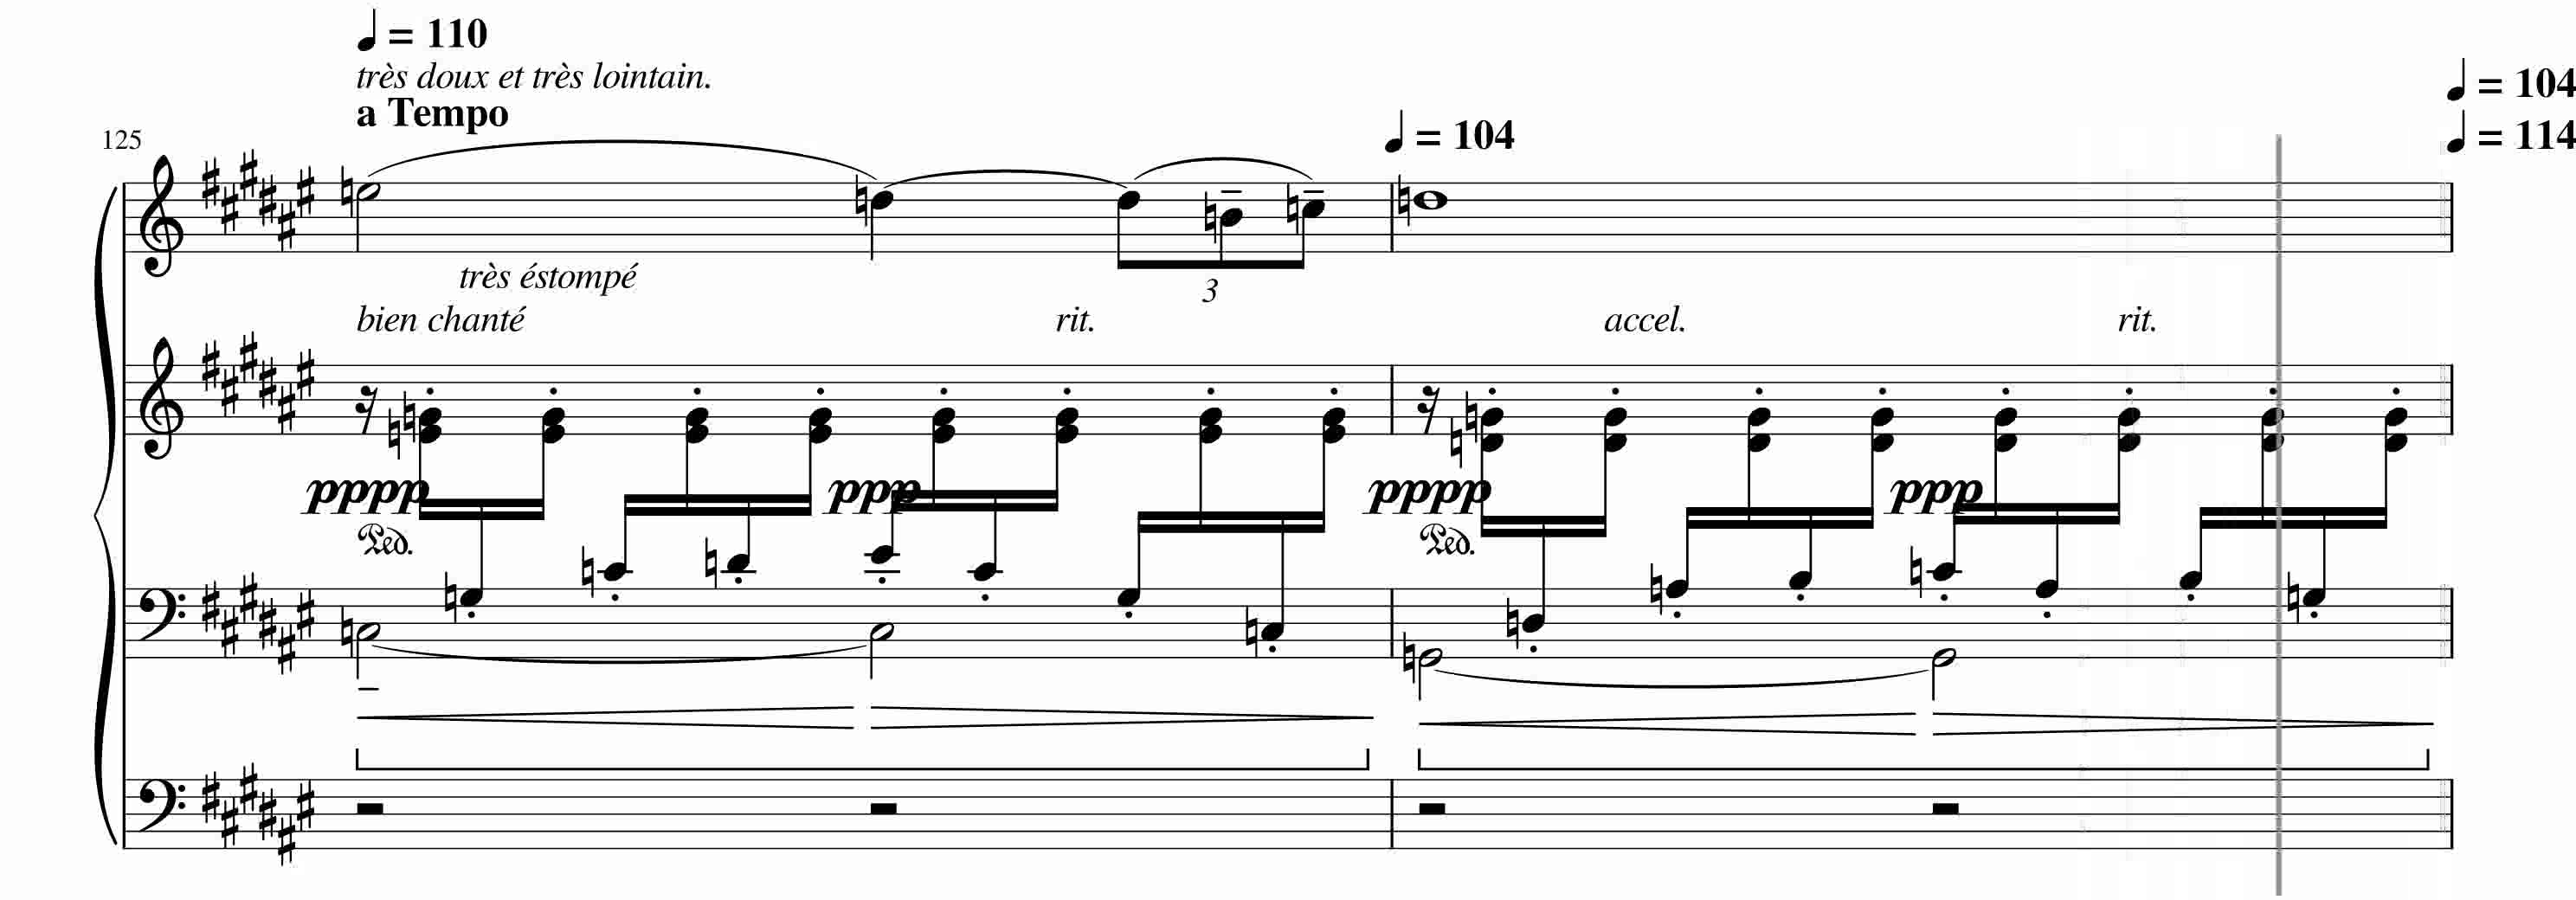 = 110
très doux et très lointain.
a Tempo
= 104
= 104
= 114
125
très éstompé
3
bien chanté
rit.
accel.
rit.
pppp
ppp
pppp
ppp
Ped.
Ped.